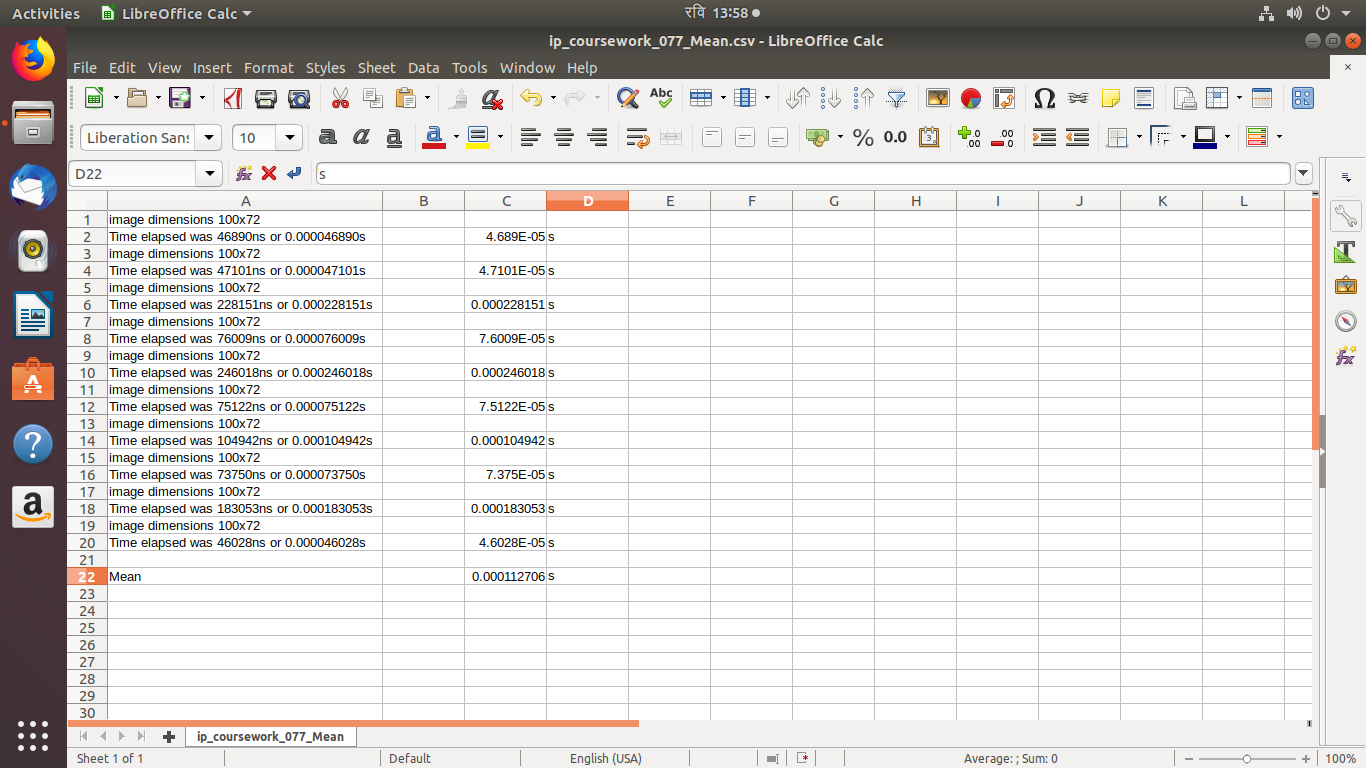 Activities LibreOffice Calc रवि 13:58
ip_coursework_077_Mean.csv - LibreOffice Calc
File Edit View Insert Format Styles Sheet Data Tools Window Help
Liberation Sans 10
D22 s
A B C D E F G H I J K L
1 image dimensions 100x72
2 Time elapsed was 46890ns or 0.000046890s 4.689E-05 s
3 image dimensions 100x72
4 Time elapsed was 47101ns or 0.000047101s 4.7101E-05 s
5 image dimensions 100x72
6 Time elapsed was 228151ns or 0.000228151s 0.000228151 s
7 image dimensions 100x72
8 Time elapsed was 76009ns or 0.000076009s 7.6009E-05 s
9 image dimensions 100x72
10 Time elapsed was 246018ns or 0.000246018s 0.000246018 s
11 image dimensions 100x72
12 Time elapsed was 75122ns or 0.000075122s 7.5122E-05 s
13 image dimensions 100x72
14 Time elapsed was 104942ns or 0.000104942s 0.000104942 s
15 image dimensions 100x72
16 Time elapsed was 73750ns or 0.000073750s 7.375E-05 s
17 image dimensions 100x72
18 Time elapsed was 183053ns or 0.000183053s 0.000183053 s
19 image dimensions 100x72
20 Time elapsed was 46028ns or 0.000046028s 4.6028E-05 s
21
22 Mean 0.000112706 s
23
24
25
26
27
28
29
30
ip_coursework_077_Mean
Sheet 1 of 1 Default English (USA) Average: ; Sum: 0 100%